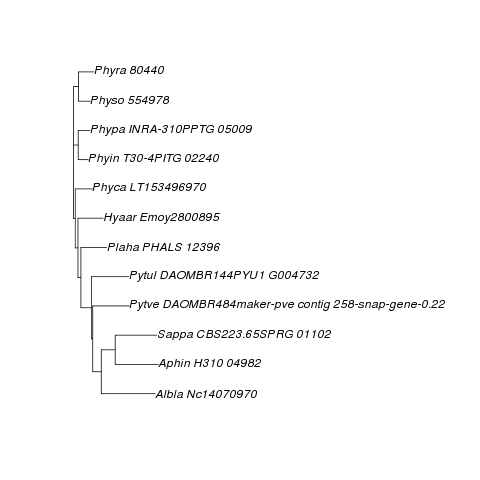 Phyra 80440
Physo 554978
Phypa INRA-310PPTG 05009
Phyin T30-4PITG 02240
Phyca LT153496970
Hyaar Emoy2800895
Plaha PHALS 12396
Pytul DAOMBR144PYU1 G004732
Pytve DAOMBR484maker-pve contig 258-snap-gene-0.22
Sappa CBS223.65SPRG 01102
Aphin H310 04982
Albla Nc14070970